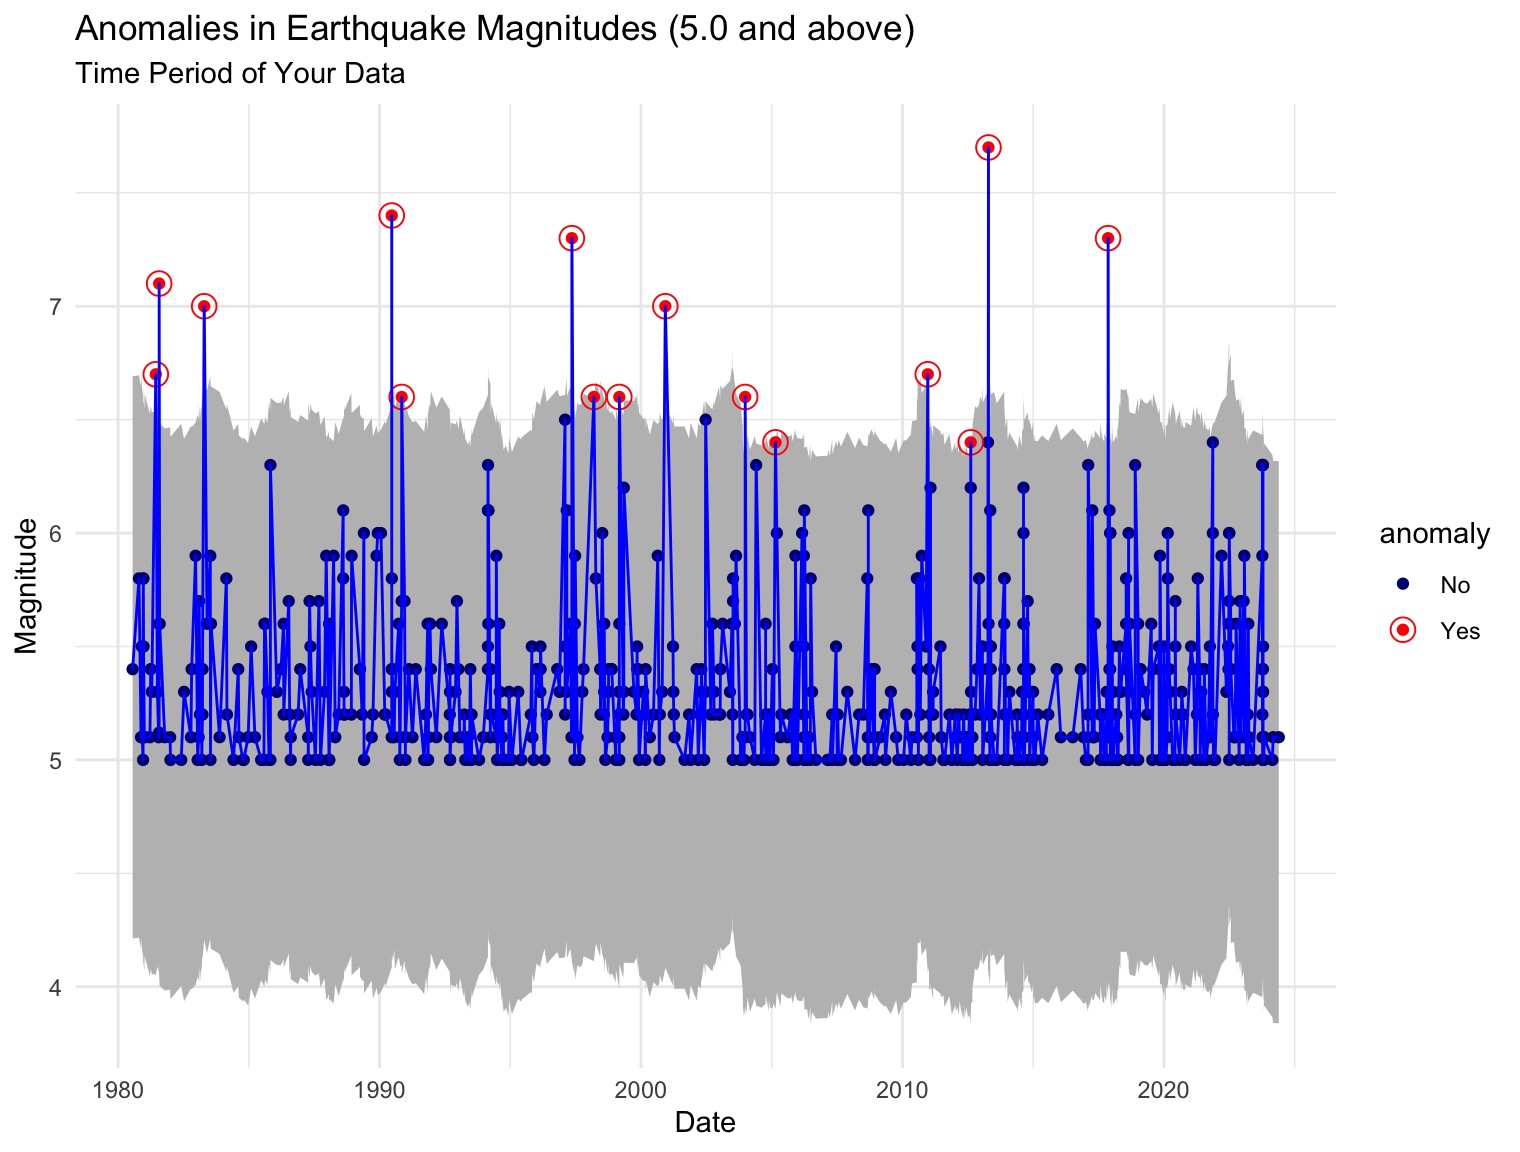 Anomalies in Earthquake Magnitudes (5.0 and above)
Time Period of Your Data
Magnitude
7
6
5
4
1980 1990 2000 2010 2020
Date
anomaly
No
Yes